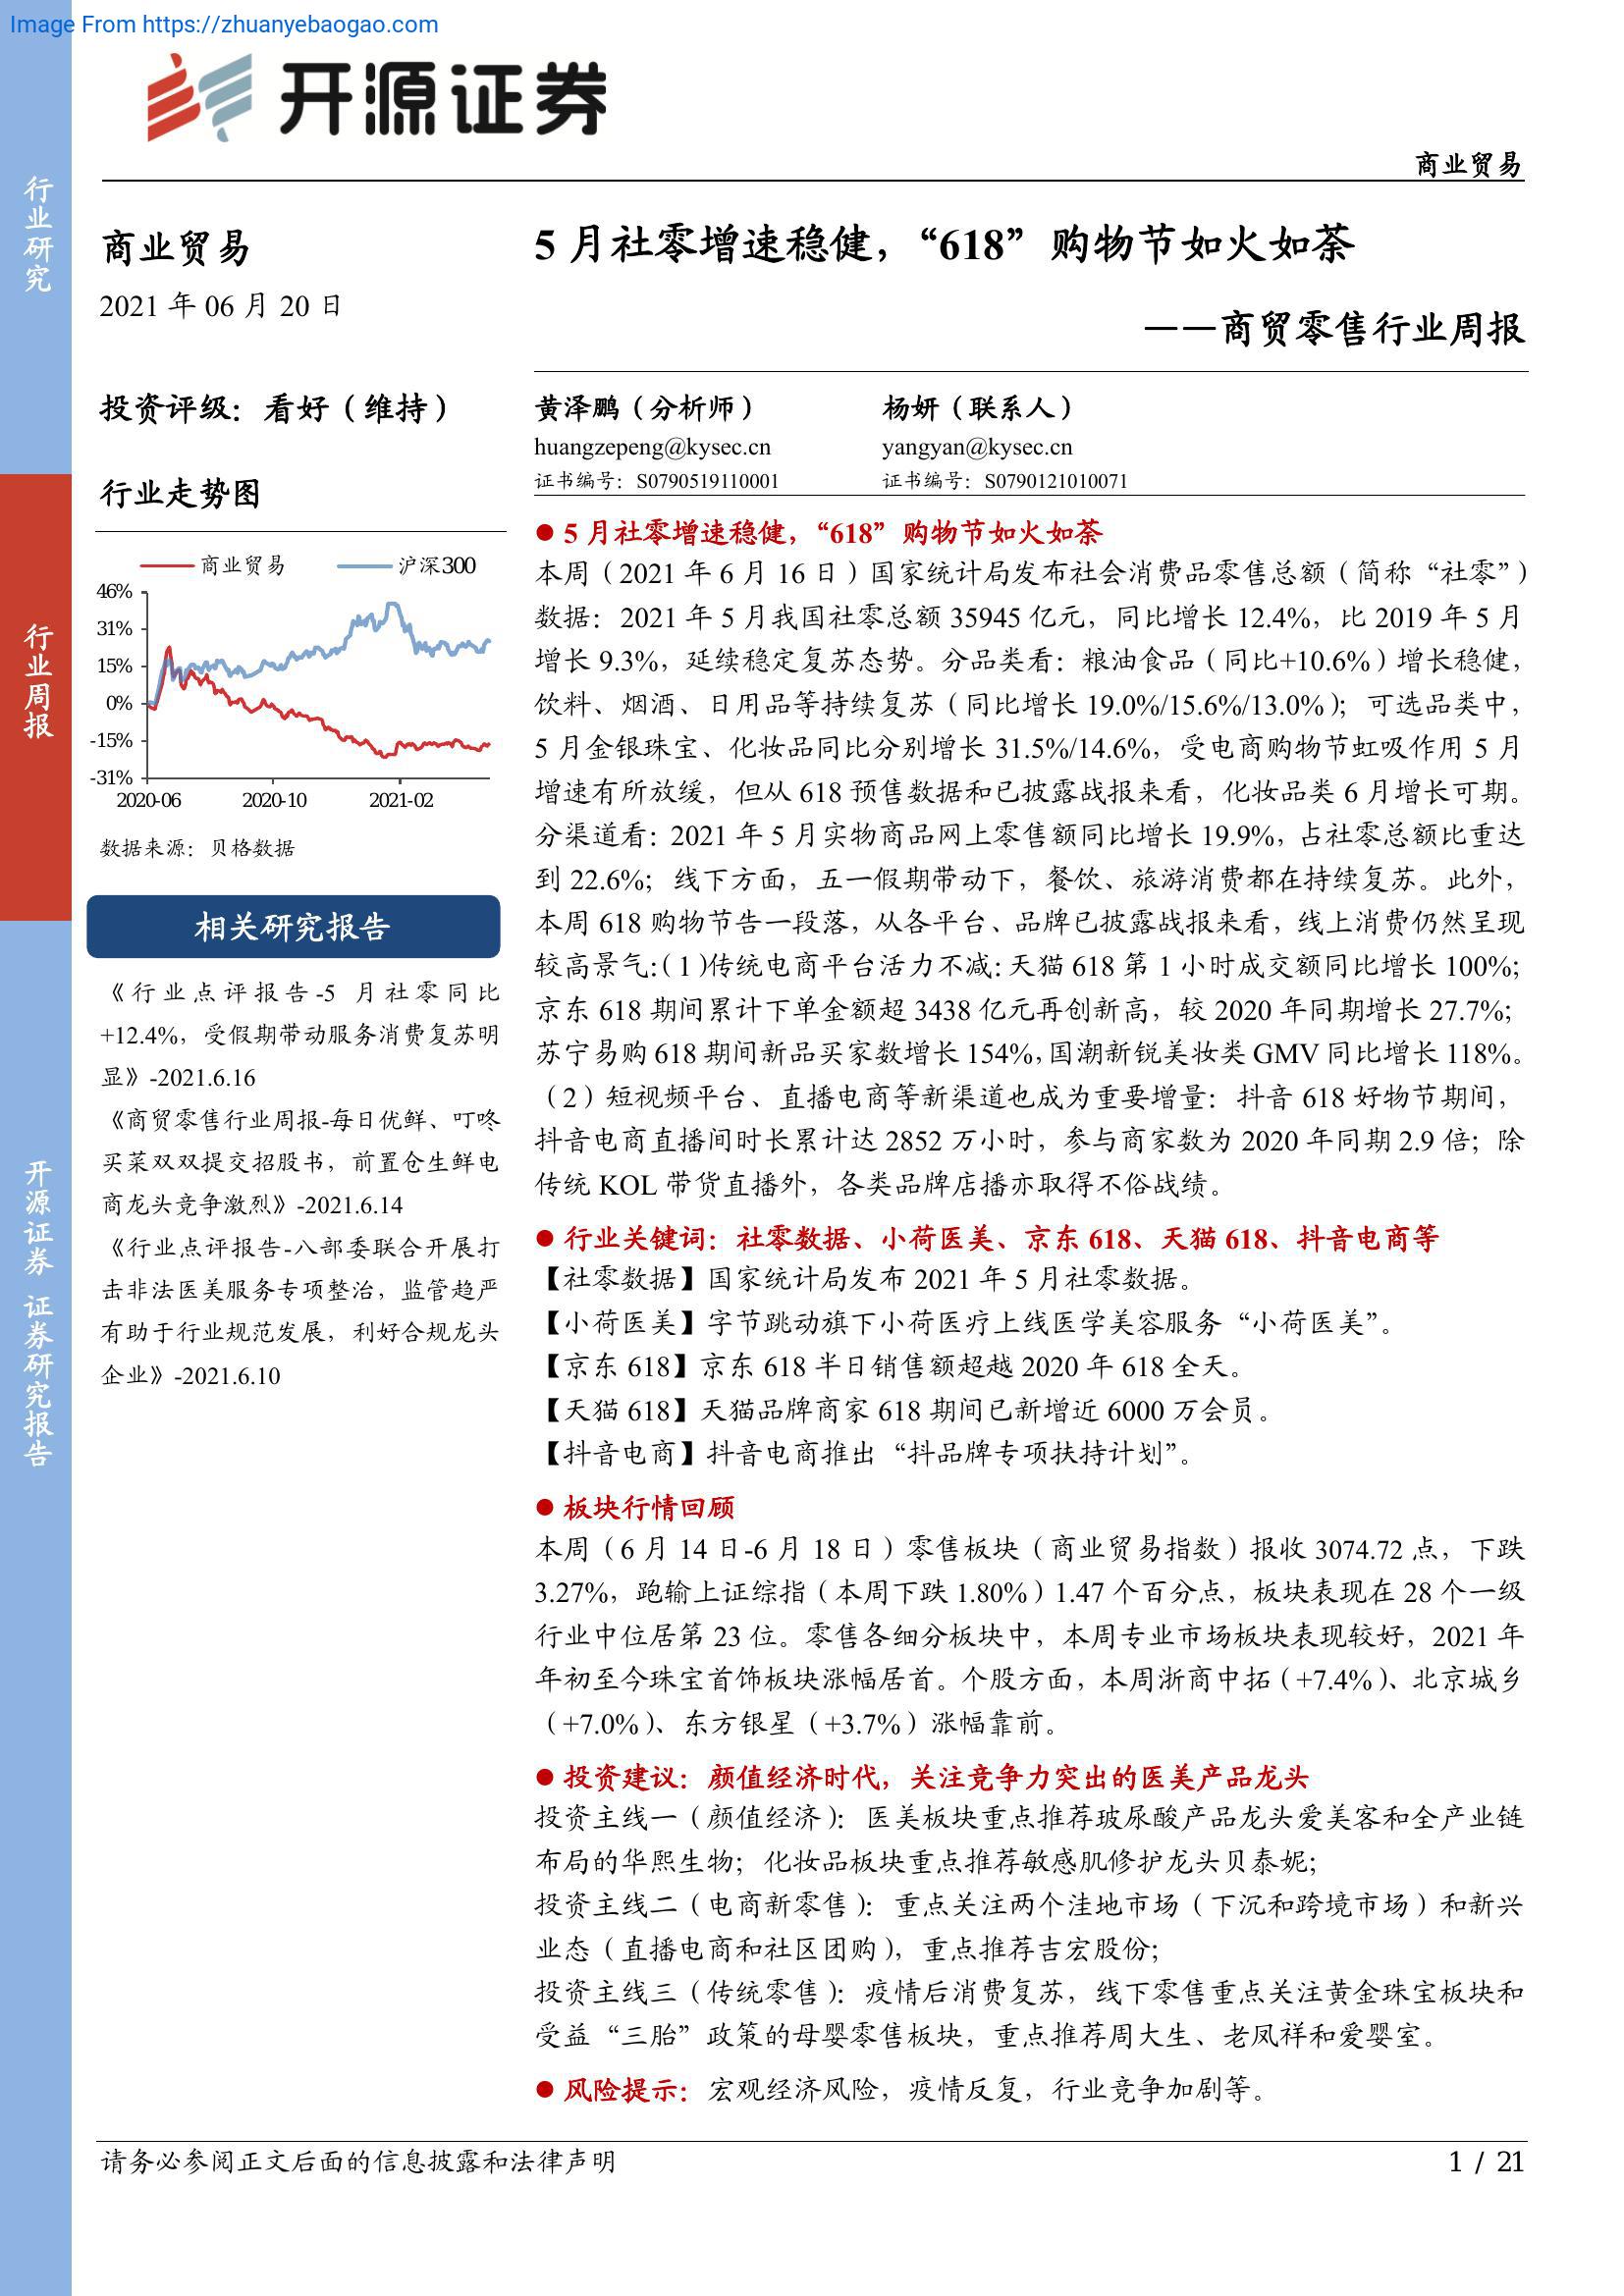 Image From https://zhuanyebaogao.com
开源证券
商业贸易
行业研究
行业周报
开源证券 证券研究报告
商业贸易
2021 年 06 月 20 日
投资评级：看好（维持）
行业走势图
商业贸易 沪深300
46%
31%
15%
0%
-15%
-31%
2020-06 2020-10 2021-02
数据来源：贝格数据
相关研究报告
《行业点评报告-5 月社零同比
+12.4%，受假期带动服务消费复苏明
显》-2021.6.16
《商贸零售行业周报-每日优鲜、叮咚
买菜双双提交招股书，前置仓生鲜电
商龙头竞争激烈》-2021.6.14
《行业点评报告-八部委联合开展打
击非法医美服务专项整治，监管趋严
有助于行业规范发展，利好合规龙头
企业》-2021.6.10
5 月社零增速稳健，“618”购物节如火如荼
——商贸零售行业周报
黄泽鹏（分析师） 杨妍（联系人）
huangzepeng@kysec.cn yangyan@kysec.cn
证书编号：S0790519110001 证书编号：S0790121010071
● 5 月社零增速稳健，“618”购物节如火如荼
本周（2021 年 6 月 16 日）国家统计局发布社会消费品零售总额（简称“社零”）
数据：2021 年 5 月我国社零总额 35945 亿元，同比增长 12.4%，比 2019 年 5 月
增长 9.3%，延续稳定复苏态势。分品类看：粮油食品（同比+10.6%）增长稳健，
饮料、烟酒、日用品等持续复苏（同比增长 19.0%/15.6%/13.0%）；可选品类中，
5 月金银珠宝、化妆品同比分别增长 31.5%/14.6%，受电商购物节虹吸作用 5 月
增速有所放缓，但从 618 预售数据和已披露战报来看，化妆品类 6 月增长可期。
分渠道看：2021 年 5 月实物商品网上零售额同比增长 19.9%，占社零总额比重达
到 22.6%；线下方面，五一假期带动下，餐饮、旅游消费都在持续复苏。此外，
本周 618 购物节告一段落，从各平台、品牌已披露战报来看，线上消费仍然呈现
较高景气：（1）传统电商平台活力不减：天猫 618 第 1 小时成交额同比增长 100%；
京东 618 期间累计下单金额超 3438 亿元再创新高，较 2020 年同期增长 27.7%；
苏宁易购 618 期间新品买家数增长 154%，国潮新锐美妆类 GMV 同比增长 118%。
（2）短视频平台、直播电商等新渠道也成为重要增量：抖音 618 好物节期间，
抖音电商直播间时长累计达 2852 万小时，参与商家数为 2020 年同期 2.9 倍；除
传统 KOL 带货直播外，各类品牌店播亦取得不俗战绩。
● 行业关键词：社零数据、小荷医美、京东 618、天猫 618、抖音电商等
【社零数据】国家统计局发布 2021 年 5 月社零数据。
【小荷医美】字节跳动旗下小荷医疗上线医学美容服务“小荷医美”。
【京东 618】京东 618 半日销售额超越 2020 年 618 全天。
【天猫 618】天猫品牌商家 618 期间已新增近 6000 万会员。
【抖音电商】抖音电商推出“抖品牌专项扶持计划”。
● 板块行情回顾
本周（6 月 14 日-6 月 18 日）零售板块（商业贸易指数）报收 3074.72 点，下跌
3.27%，跑输上证综指（本周下跌 1.80%）1.47 个百分点，板块表现在 28 个一级
行业中位居第 23 位。零售各细分板块中，本周专业市场板块表现较好，2021 年
年初至今珠宝首饰板块涨幅居首。个股方面，本周浙商中拓（+7.4%）、北京城乡
（+7.0%）、东方银星（+3.7%）涨幅靠前。
● 投资建议：颜值经济时代，关注竞争力突出的医美产品龙头
投资主线一（颜值经济）：医美板块重点推荐玻尿酸产品龙头爱美客和全产业链
布局的华熙生物；化妆品板块重点推荐敏感肌修护龙头贝泰妮；
投资主线二（电商新零售）：重点关注两个洼地市场（下沉和跨境市场）和新兴
业态（直播电商和社区团购），重点推荐吉宏股份；
投资主线三（传统零售）：疫情后消费复苏，线下零售重点关注黄金珠宝板块和
受益“三胎”政策的母婴零售板块，重点推荐周大生、老凤祥和爱婴室。
● 风险提示：宏观经济风险，疫情反复，行业竞争加剧等。
请务必参阅正文后面的信息披露和法律声明 1 / 21